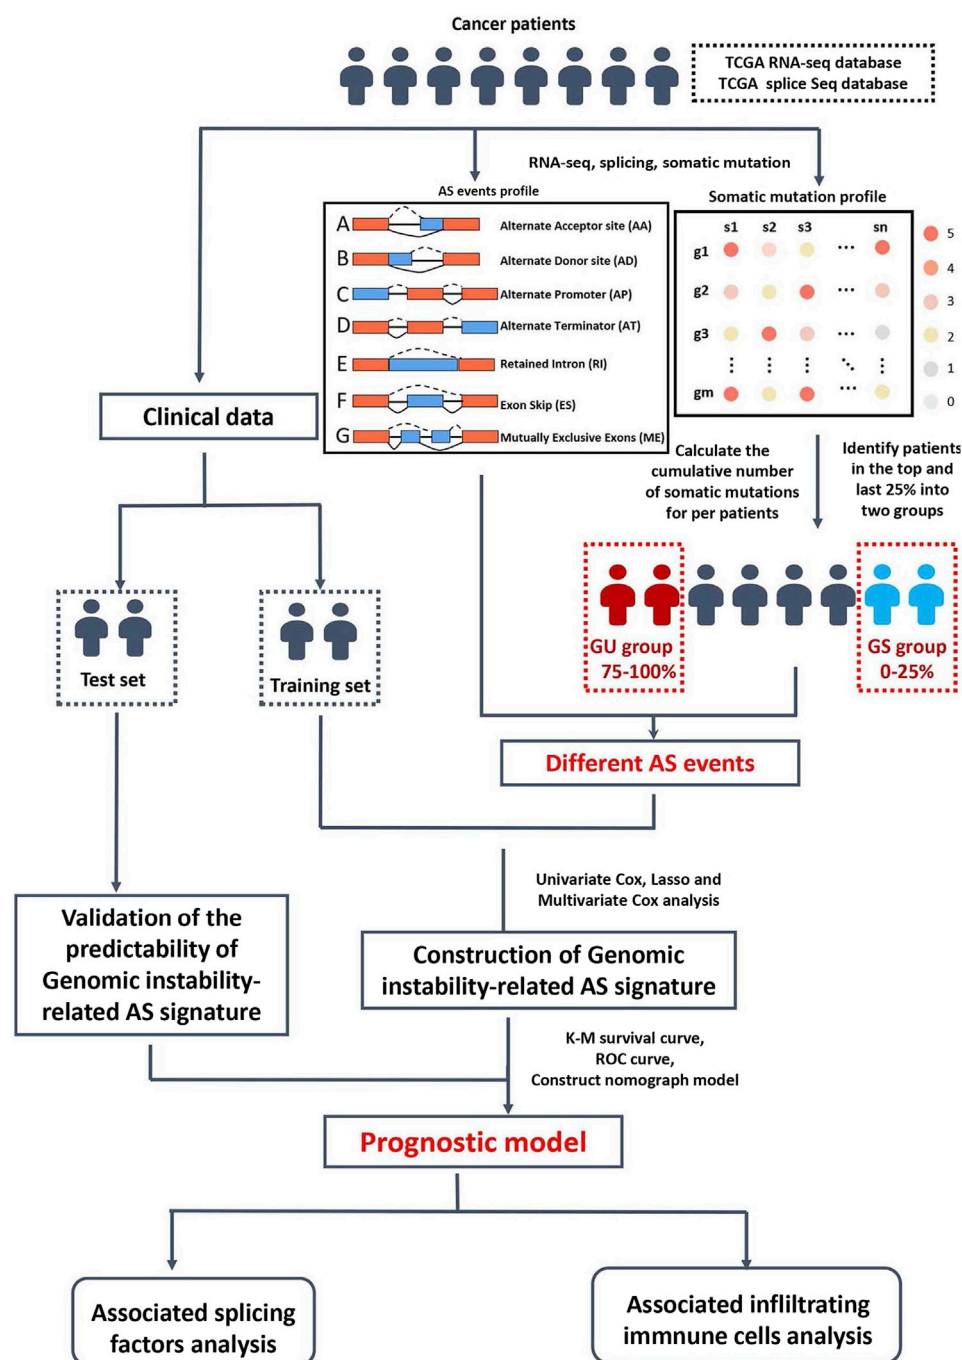 Cancer patients
TCGA RNA-seq database
TCGA splice Seq database
RNA-seq, splicing, somatic mutation
AS events profile
A Alternate Acceptor site (AA)
B Alternate Donor site (AD)
C Alternate Promoter (AP)
D Alternate Terminator (AT)
E Retained Intron (RI)
F Exon Skip (ES)
G Mutually Exclusive Exons (ME)
Somatic mutation profile
s1 s2 s3 sn
g1 ...
g2 ...
g3 ...
gm ...
5
4
3
2
1
0
Clinical data
Calculate the
cumulative number
of somatic mutations
for per patients
Identify patients
in the top and
last 25% into
two groups
GU group
75-100%
GS group
0-25%
Test set
Training set
Different AS events
Univariate Cox, Lasso and
Multivariate Cox analysis
Validation of the
predictability of
Genomic instability-
related AS signature
Construction of Genomic
instability-related AS signature
K-M survival curve,
ROC curve,
Construct nomograph model
Prognostic model
Associated splicing
factors analysis
Associated infliltrating
immnune cells analysis